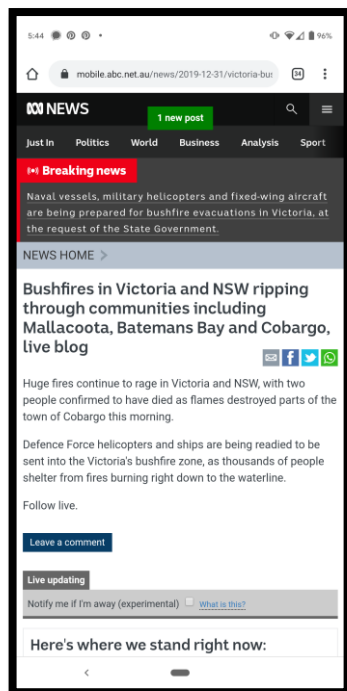 5:44
96%
mobile.abc.net.au/news/2019-12-31/victoria-bus
34
NEWS
1 new post
Just In Politics World Business Analysis Sport
Breaking news
Naval vessels, military helicopters and fixed-wing aircraft
are being prepared for bushfire evacuations in Victoria, at
the request of the State Government.
NEWS HOME >
Bushfires in Victoria and NSW ripping
through communities including
Mallacoota, Batemans Bay and Cobargo,
live blog
Huge fires continue to rage in Victoria and NSW, with two
people confirmed to have died as flames destroyed parts of the
town of Cobargo this morning.
Defence Force helicopters and ships are being readied to be
sent into the Victoria's bushfire zone, as thousands of people
shelter from fires burning right down to the waterline.
Follow live.
Leave a comment
Live updating
Notify me if I'm away (experimental) What is this?
Here's where we stand right now: